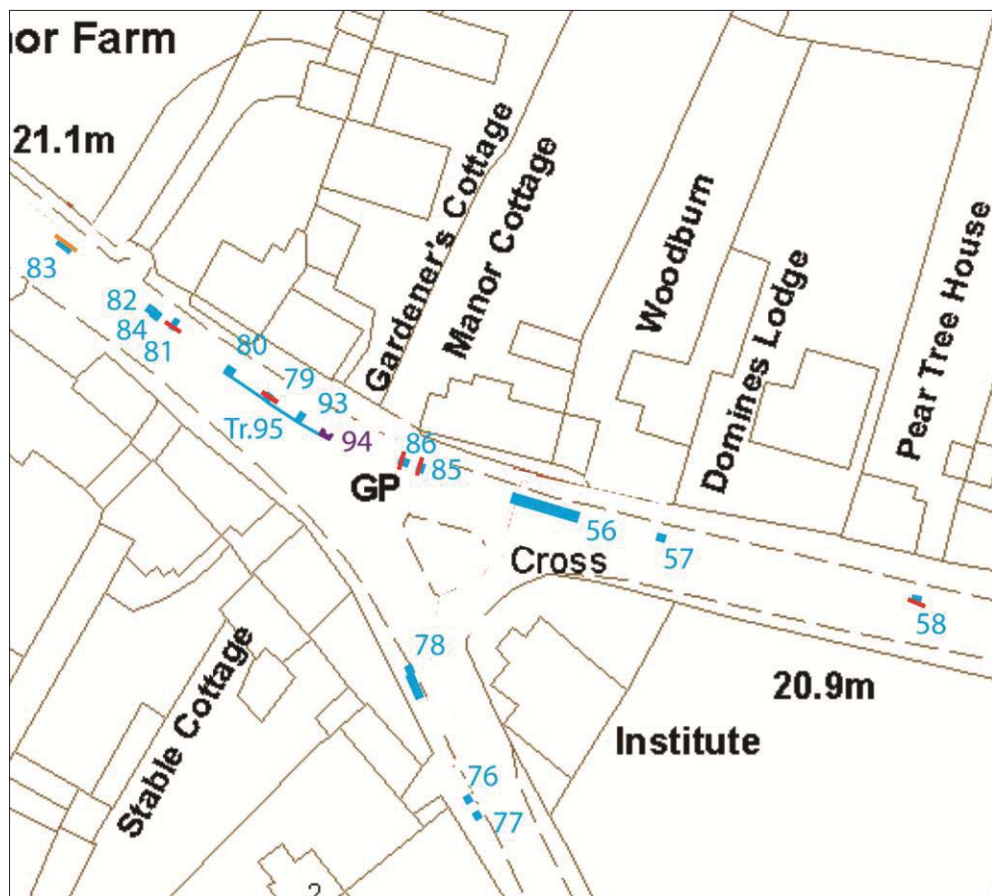 nor Farm
21.1m
Gardener's Cottage
Manor Cottage
Woodburn
Domines Lodge
Pear Tree House
83
82
84
81
80
79
93
Tr.95
94
86
85
GP
56
57
Cross
58
78
20.9m
Institute
Stable Cottage
76
77
2